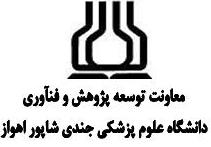 معاونت توسعه پژوهش و فنآوری
دانشگاه علوم پزشکی جندی شاپور اهواز